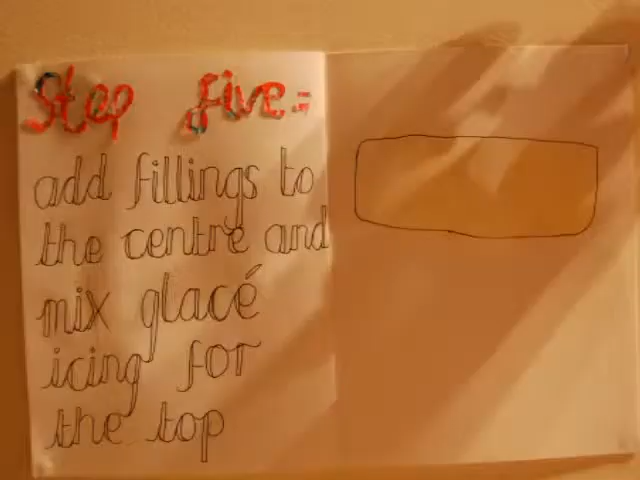 Step five:
add fillings to
the centre and
mix glacé
icing for
the top